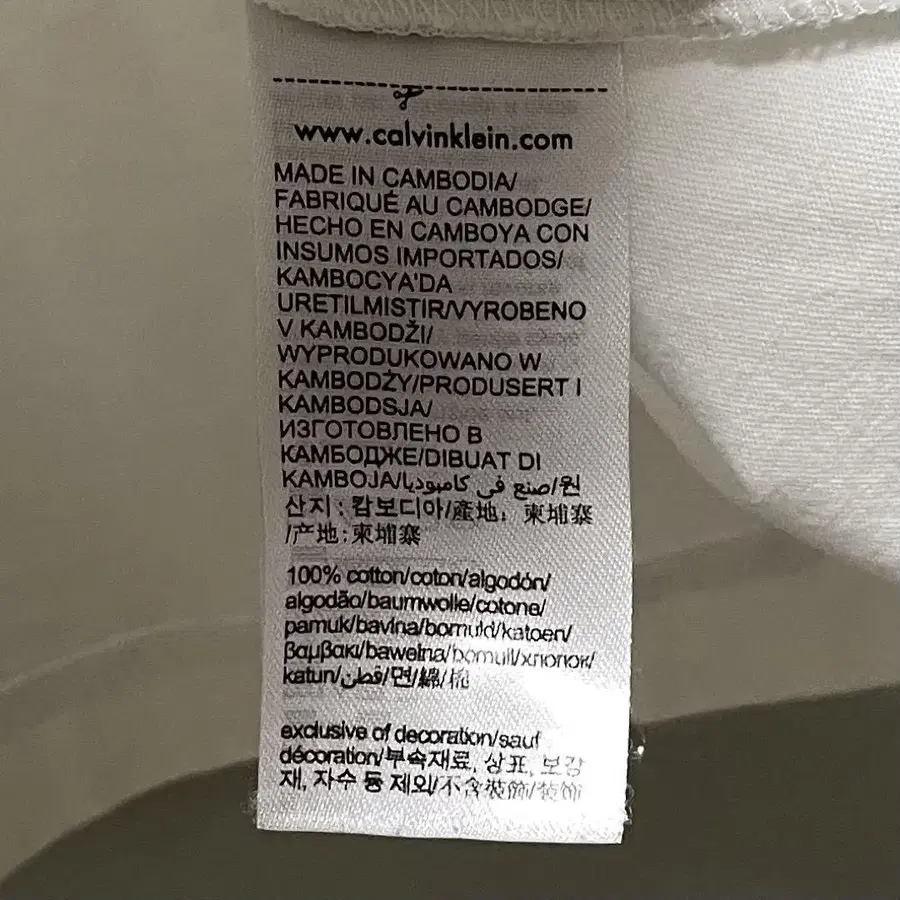 www.calvinklein.com
MADE IN CAMBODIA/
FABRIQUÉ AU CAMBODGE/
HECHO EN CAMBOYA CON
INSUMOS IMPORTADOS/
KAMBOCYA'DA
URETILMISTIR/VYROBENO
V KAMBODŽI/
WYPRODUKOWANO W
KAMBODŻY/PRODUSERT I
KAMBODSJA/
ИЗГОТОВЛЕНО В
КАМБОДЖЕ/DIBUAT DI
KAMBOJA/صنع في كامبوديا/원
산지 : 캄보디아/產地: 柬埔寨
/产地:柬埔寨
100% cotton/coton/algodón/
algodão/baumwolle/cotone/
pamuk/bavlna/bomuld/katoen/
βαμβακι/bawełna/bomull/хлопок/
katun/قطن/면/綿/棉
exclusive of decoration/sauf
décoration/부속재료, 상표, 보강
재, 자수 등 제외/不含裝飾/装饰